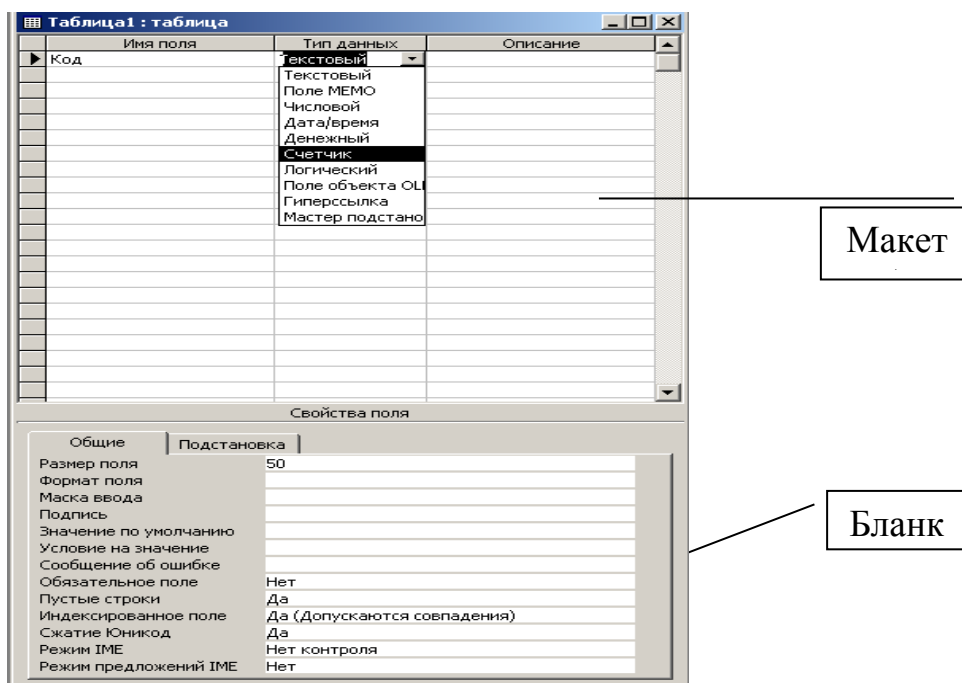 Таблица1 : таблица
Имя поля Тип данных Описание
Код Текстовый
Текстовый
Поле MEMO
Числовой
Дата/время
Денежный
Счетчик
Логический
Поле объекта OLE
Гиперссылка
Мастер подстано
Макет
Свойства поля
Общие Подстановка
Размер поля 50
Формат поля
Маска ввода
Подпись
Значение по умолчанию
Условие на значение
Сообщение об ошибке
Обязательное поле Нет
Пустые строки Да
Индексированное поле Да (Допускаются совпадения)
Сжатие Юникод Да
Режим IME Нет контроля
Режим предложений IME Нет
Бланк